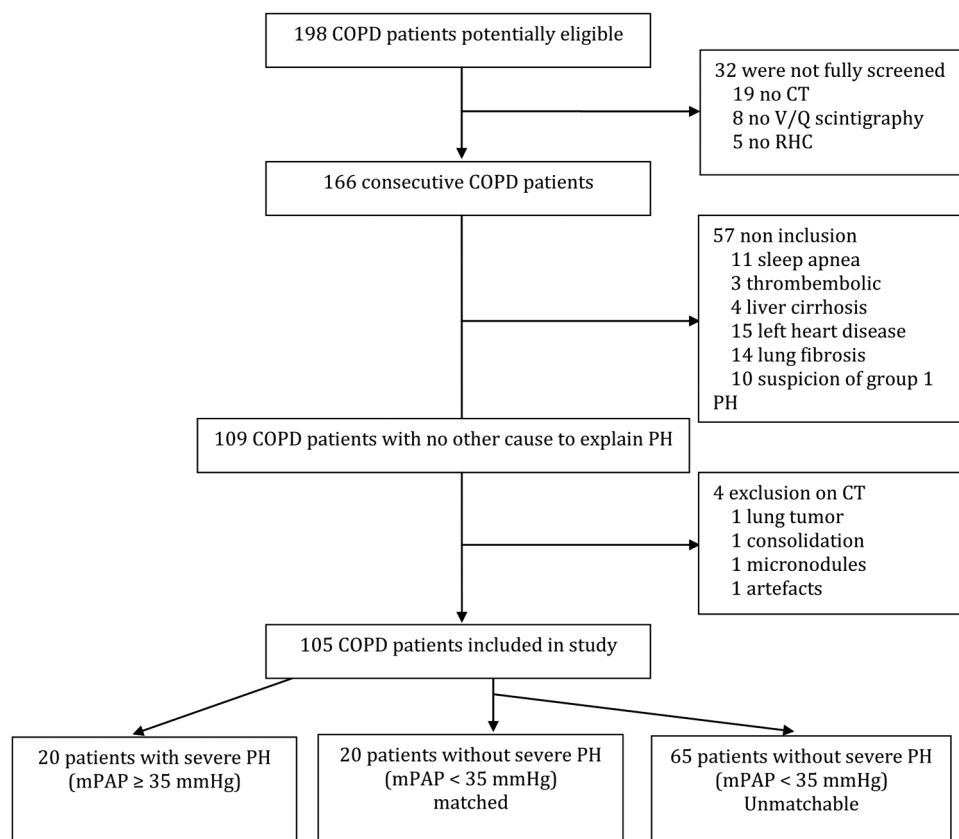 198 COPD patients potentially eligible
32 were not fully screened
19 no CT
8 no V/Q scintigraphy
5 no RHC
166 consecutive COPD patients
57 non inclusion
11 sleep apnea
3 thrombembolic
4 liver cirrhosis
15 left heart disease
14 lung fibrosis
10 suspicion of group 1
PH
109 COPD patients with no other cause to explain PH
4 exclusion on CT
1 lung tumor
1 consolidation
1 micronodules
1 artefacts
105 COPD patients included in study
20 patients with severe PH
(mPAP ≥ 35 mmHg)
20 patients without severe PH
(mPAP < 35 mmHg)
matched
65 patients without severe PH
(mPAP < 35 mmHg)
Unmatchable